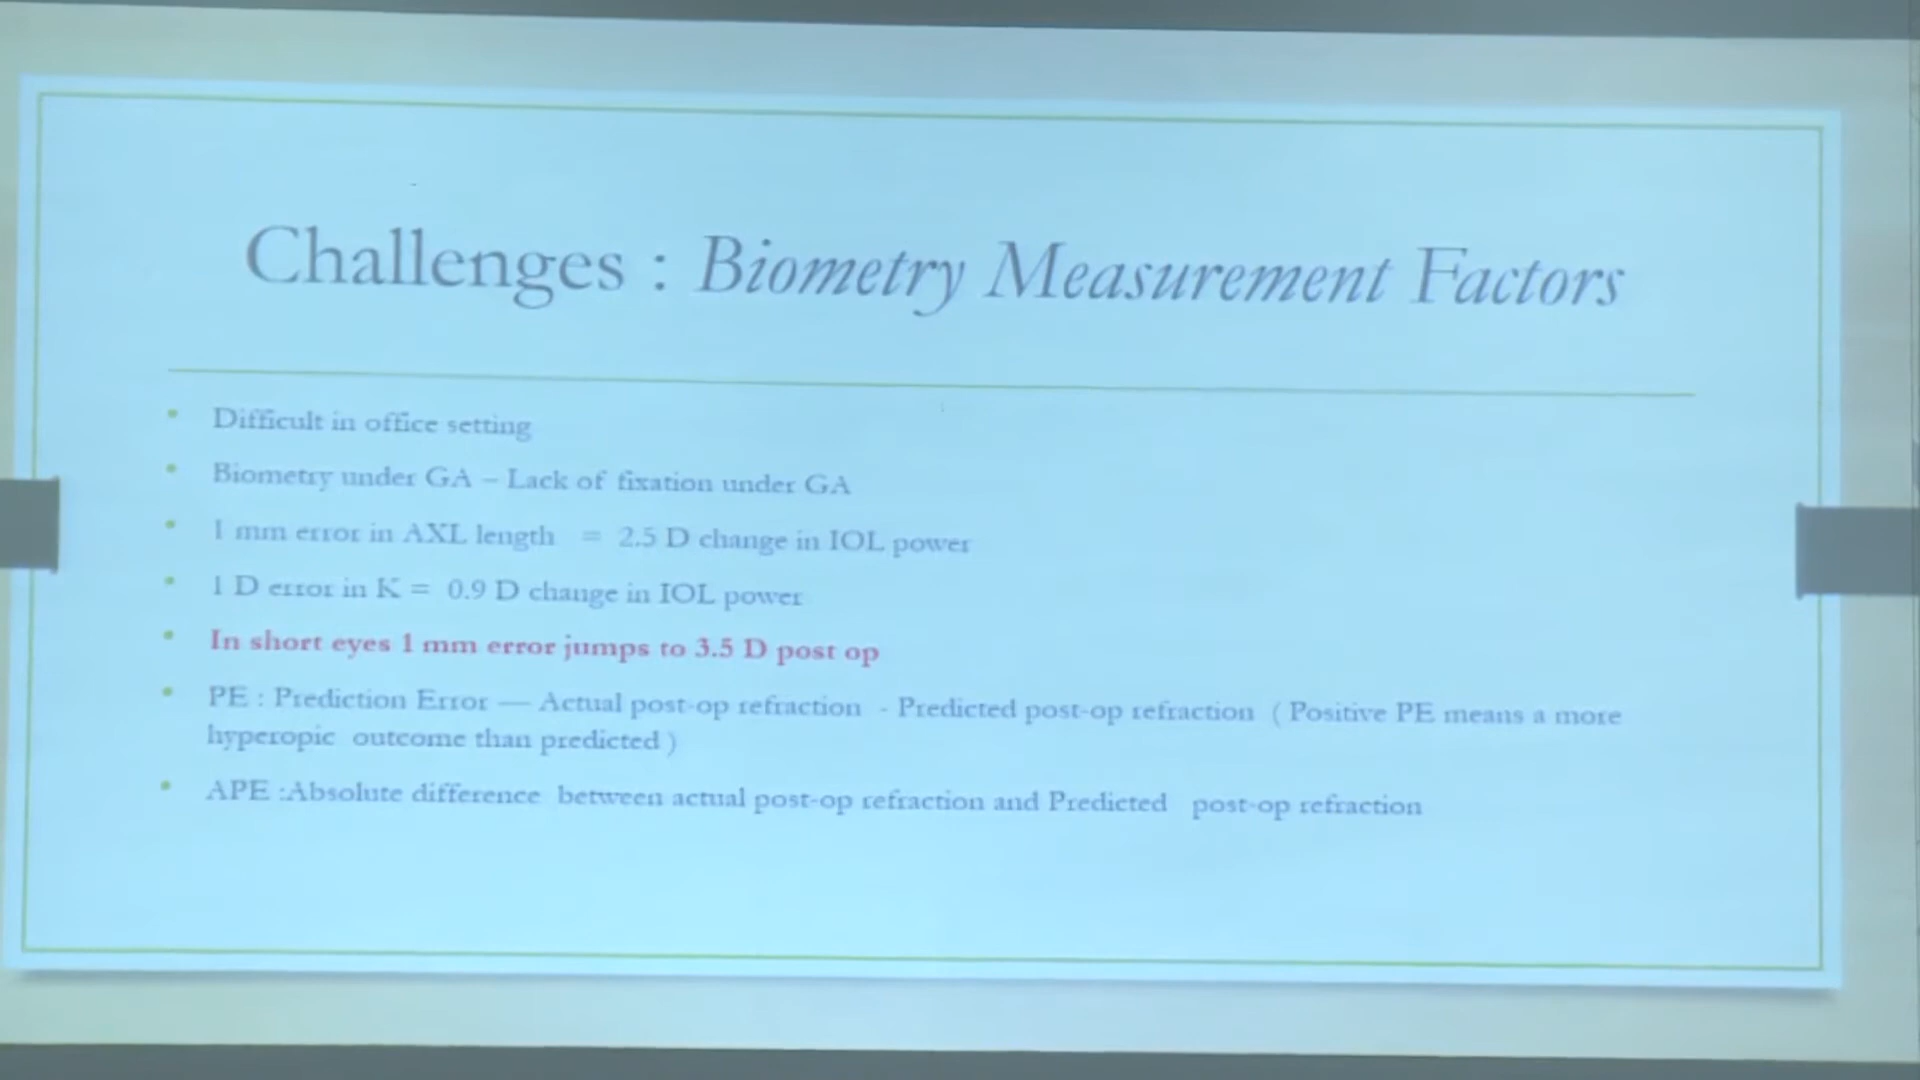 Challenges : Biometry Measurement Factors
• Difficult in office setting
• Biometry under GA – Lack of fixation under GA
• 1 mm error in AXL length = 2.5 D change in IOL power
• 1 D error in K = 0.9 D change in IOL power
• In short eyes 1 mm error jumps to 3.5 D post op
• PE : Prediction Error — Actual post-op refraction - Predicted post-op refraction ( Positive PE means a more
hyperopic outcome than predicted )
• APE :Absolute difference between actual post-op refraction and Predicted post-op refraction